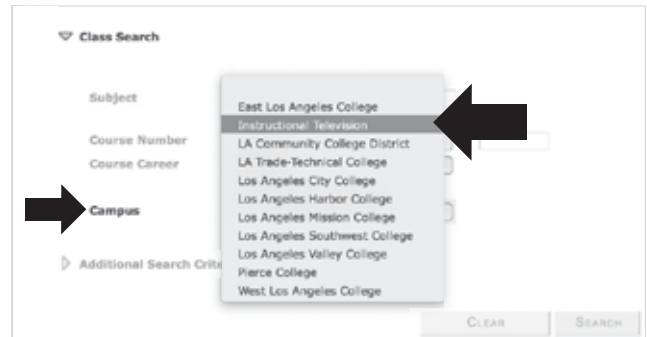 Class Search
Subject
Course Number
Course Career
Campus
Additional Search Crite
East Los Angeles College
Instructional Television
LA Community College District
LA Trade-Technical College
Los Angeles City College
Los Angeles Harbor College
Los Angeles Mission College
Los Angeles Southwest College
Los Angeles Valley College
Pierce College
West Los Angeles College
CLEAR
SEARCH